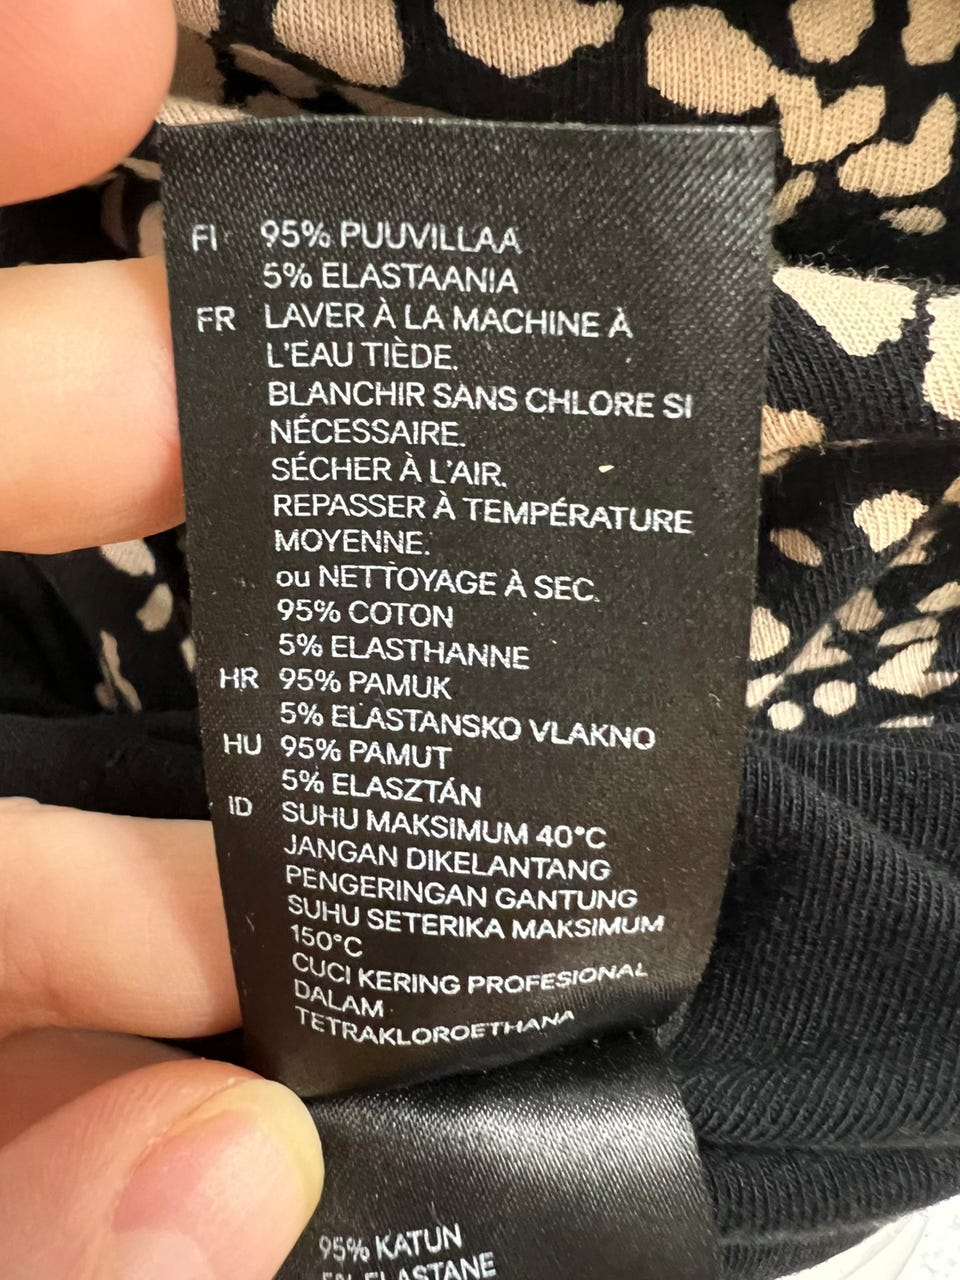 FI 95% PUUVILLAA
5% ELASTAANIA
FR LAVER À LA MACHINE À
L'EAU TIÈDE.
BLANCHIR SANS CHLORE SI
NÉCESSAIRE.
SÉCHER À L'AIR.
REPASSER À TEMPÉRATURE
MOYENNE.
ou NETTOYAGE À SEC.
95% COTON
5% ELASTHANNE
HR 95% PAMUK
5% ELASTANSKO VLAKNO
HU 95% PAMUT
5% ELASZTÁN
ID SUHU MAKSIMUM 40°C
JANGAN DIKELANTANG
PENGERINGAN GANTUNG
SUHU SETERIKA MAKSIMUM
150°C
CUCI KERING PROFESIONAL
DALAM
TETRAKLOROETHANA
95% KATUN
5% ELASTANE